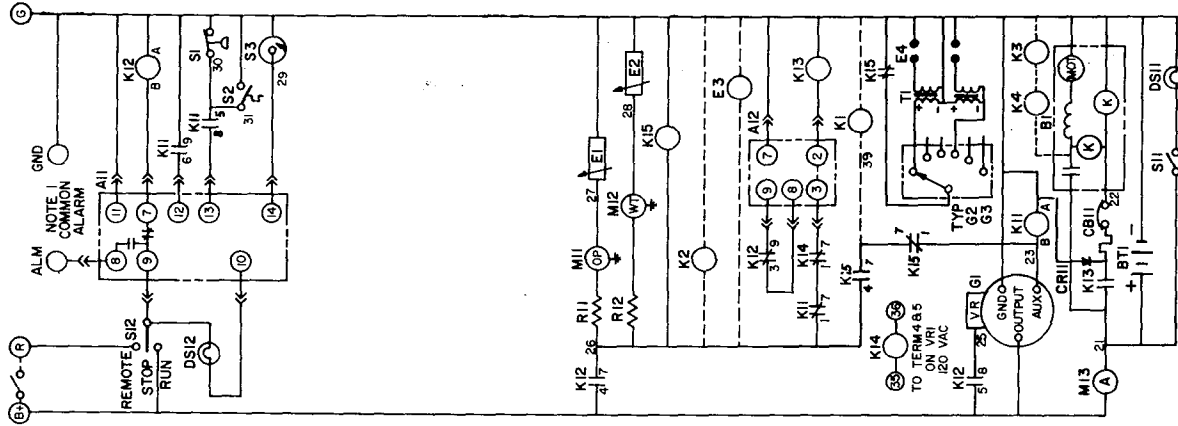 B+ R G
GND
ALM NOTE 1 COMMON ALARM
A11
8 11
K12
B A
9 7
REMOTE S12
STOP
RUN
K11
6 9
12
DS12
S1
30
K11
8 5
13
S2
31
10
S3
29
14
K12
4 7
26
R11
M11
OP
27
E1
R12
M12
WT
28
E2
K15
K2
E3
A12
K12
3 9
9 7
8
K13
K11
1 7
K14
1 7
3 2
K1
39
K15
4 7
K15
T1
E4
+ -
+ -
TYP
G2
G3
K15
1 7
35 K14 36
TO TERM 4 & 5
ON VR1
120 VAC
K12
5 8
25
VR
G1
GND
OUTPUT
AUX
23
K11
B A
K3
K4
CR11
B1
MOT
K
K
K13
CB11
22
21
M13
A
BT1
+ -
DS11
S11